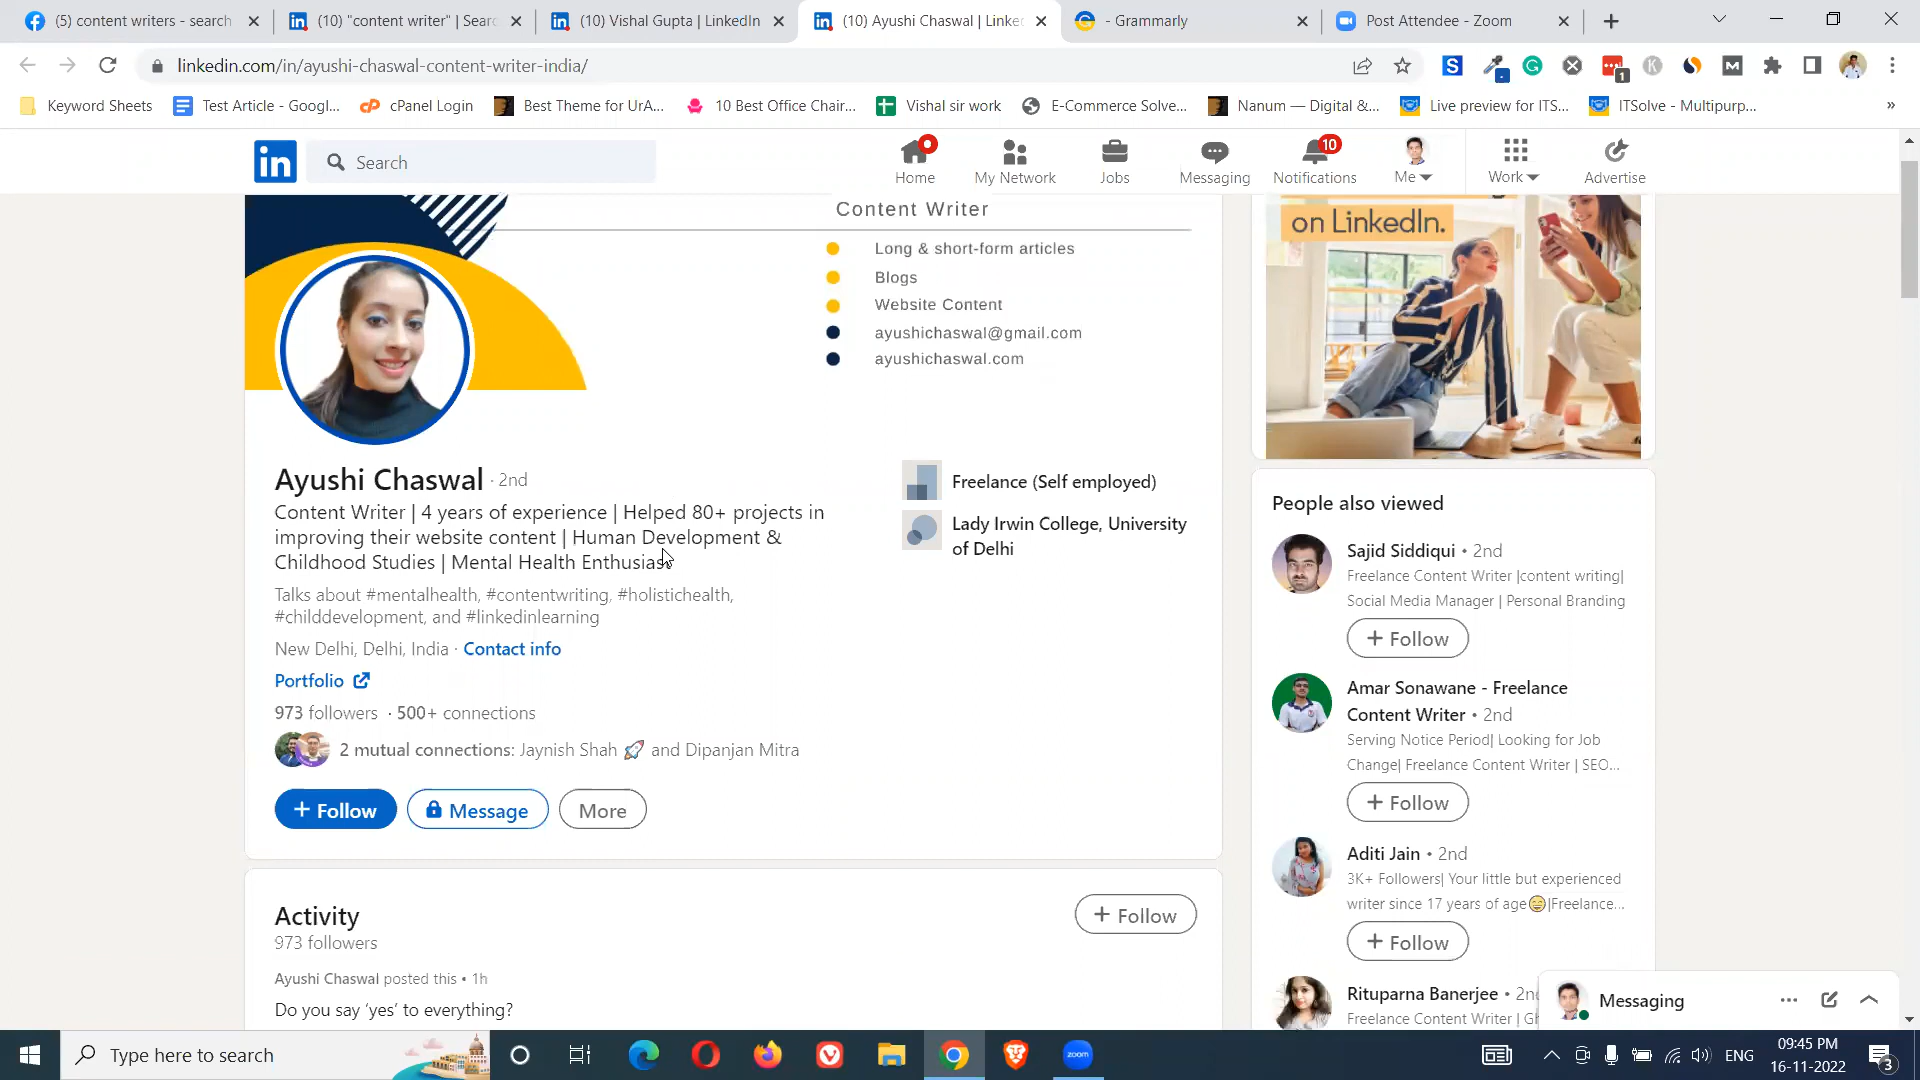 (5) content writers - search
(10) "content writer" | Searc
(10) Vishal Gupta | LinkedIn
(10) Ayushi Chaswal | Linke
- Grammarly
Post Attendee - Zoom
linkedin.com/in/ayushi-chaswal-content-writer-india/
Keyword Sheets
Test Article - Googl...
cPanel Login
Best Theme for UrA...
10 Best Office Chair...
Vishal sir work
E-Commerce Solve...
Nanum — Digital &...
Live preview for ITS...
ITSolve - Multipurp...
»
in
Search
Home
My Network
Jobs
Messaging
10
Notifications
Me
Work
Advertise
Content Writer
Long & short-form articles
Blogs
Website Content
ayushichaswal@gmail.com
ayushichaswal.com
on LinkedIn.
Ayushi Chaswal · 2nd
Content Writer | 4 years of experience | Helped 80+ projects in
improving their website content | Human Development &
Childhood Studies | Mental Health Enthusiast
Talks about #mentalhealth, #contentwriting, #holistichealth,
#childdevelopment, and #linkedinlearning
New Delhi, Delhi, India · Contact info
Portfolio
973 followers · 500+ connections
2 mutual connections: Jaynish Shah 🚀 and Dipanjan Mitra
+ Follow
Message
More
Freelance (Self employed)
Lady Irwin College, University
of Delhi
Activity
973 followers
+ Follow
Ayushi Chaswal posted this • 1h
Do you say ‘yes’ to everything?
People also viewed
Sajid Siddiqui • 2nd
Freelance Content Writer |content writing|
Social Media Manager | Personal Branding
+ Follow
Amar Sonawane - Freelance
Content Writer • 2nd
Serving Notice Period| Looking for Job
Change| Freelance Content Writer | SEO...
+ Follow
Aditi Jain • 2nd
3K+ Followers| Your little but experienced
writer since 17 years of age😄|Freelance...
+ Follow
Rituparna Banerjee • 2n
Freelance Content Writer | Gh
Messaging
Type here to search
zoom
ENG
09:45 PM
16-11-2022
3